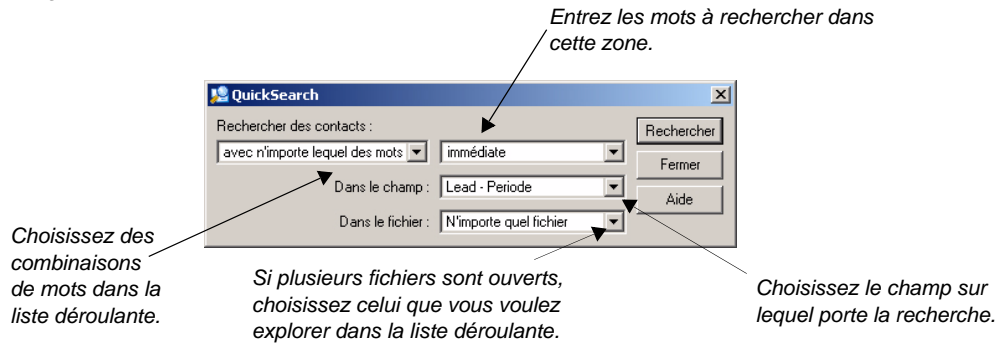 Entrez les mots à rechercher dans
cette zone.
QuickSearch
Rechercher des contacts :
avec n'importe lequel des mots
immédiate
Rechercher
Dans le champ :
Lead - Periode
Fermer
Dans le fichier :
N'importe quel fichier
Aide
Choisissez des
combinaisons
de mots dans la
liste déroulante.
Si plusieurs fichiers sont ouverts,
choisissez celui que vous voulez
explorer dans la liste déroulante.
Choisissez le champ sur
lequel porte la recherche.